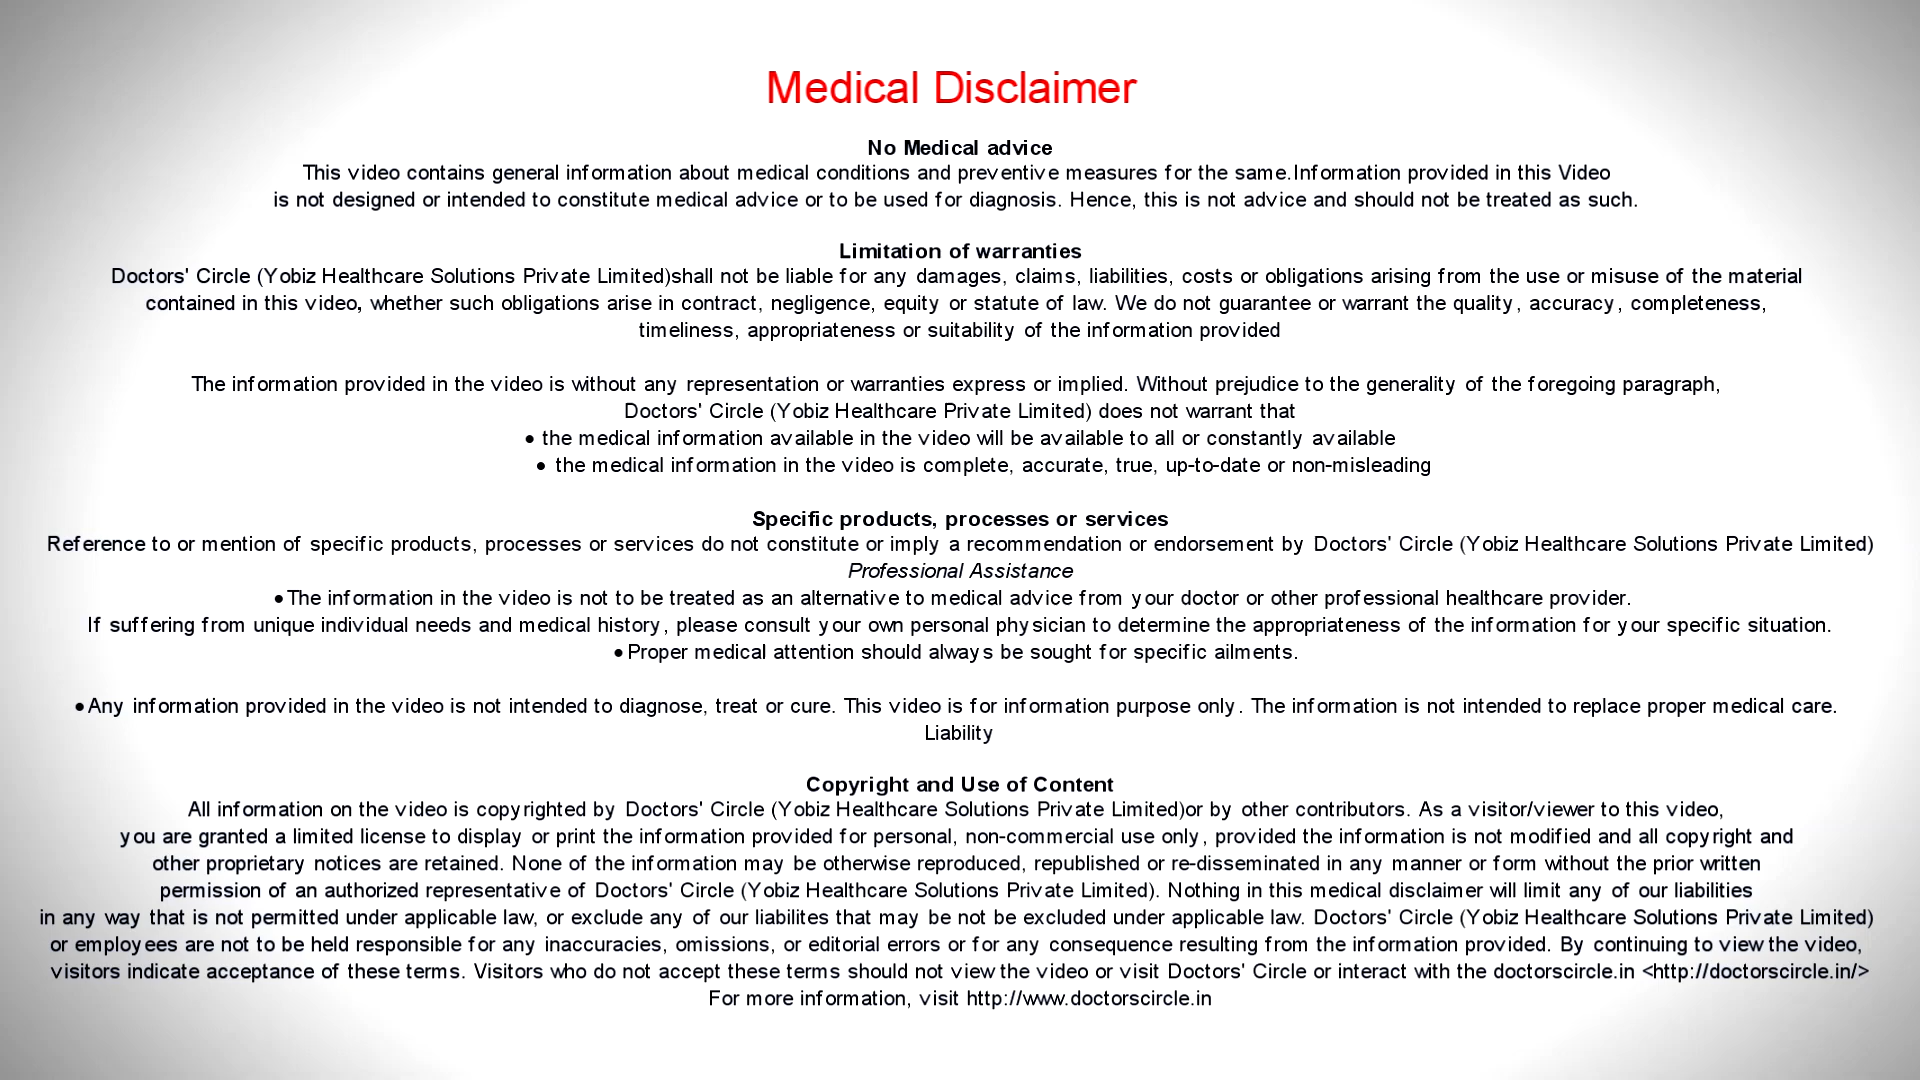 Medical Disclaimer
No Medical advice
This video contains general information about medical conditions and preventive measures for the same.Information provided in this Video
is not designed or intended to constitute medical advice or to be used for diagnosis. Hence, this is not advice and should not be treated as such.
Limitation of warranties
Doctors' Circle (Yobiz Healthcare Solutions Private Limited)shall not be liable for any damages, claims, liabilities, costs or obligations arising from the use or misuse of the material
contained in this video, whether such obligations arise in contract, negligence, equity or statute of law. We do not guarantee or warrant the quality, accuracy, completeness,
timeliness, appropriateness or suitability of the information provided
The information provided in the video is without any representation or warranties express or implied. Without prejudice to the generality of the foregoing paragraph,
Doctors' Circle (Yobiz Healthcare Private Limited) does not warrant that
• the medical information available in the video will be available to all or constantly available
• the medical information in the video is complete, accurate, true, up-to-date or non-misleading
Specific products, processes or services
Reference to or mention of specific products, processes or services do not constitute or imply a recommendation or endorsement by Doctors' Circle (Yobiz Healthcare Solutions Private Limited)
Professional Assistance
•The information in the video is not to be treated as an alternative to medical advice from your doctor or other professional healthcare provider.
If suffering from unique individual needs and medical history, please consult your own personal physician to determine the appropriateness of the information for your specific situation.
•Proper medical attention should always be sought for specific ailments.
•Any information provided in the video is not intended to diagnose, treat or cure. This video is for information purpose only. The information is not intended to replace proper medical care.
Liability
Copyright and Use of Content
All information on the video is copyrighted by Doctors' Circle (Yobiz Healthcare Solutions Private Limited)or by other contributors. As a visitor/viewer to this video,
you are granted a limited license to display or print the information provided for personal, non-commercial use only, provided the information is not modified and all copyright and
other proprietary notices are retained. None of the information may be otherwise reproduced, republished or re-disseminated in any manner or form without the prior written
permission of an authorized representative of Doctors' Circle (Yobiz Healthcare Solutions Private Limited). Nothing in this medical disclaimer will limit any of our liabilities
in any way that is not permitted under applicable law, or exclude any of our liabilites that may be not be excluded under applicable law. Doctors' Circle (Yobiz Healthcare Solutions Private Limited)
or employees are not to be held responsible for any inaccuracies, omissions, or editorial errors or for any consequence resulting from the information provided. By continuing to view the video,
visitors indicate acceptance of these terms. Visitors who do not accept these terms should not view the video or visit Doctors' Circle or interact with the doctorscircle.in <http://doctorscircle.in/>
For more information, visit http://www.doctorscircle.in